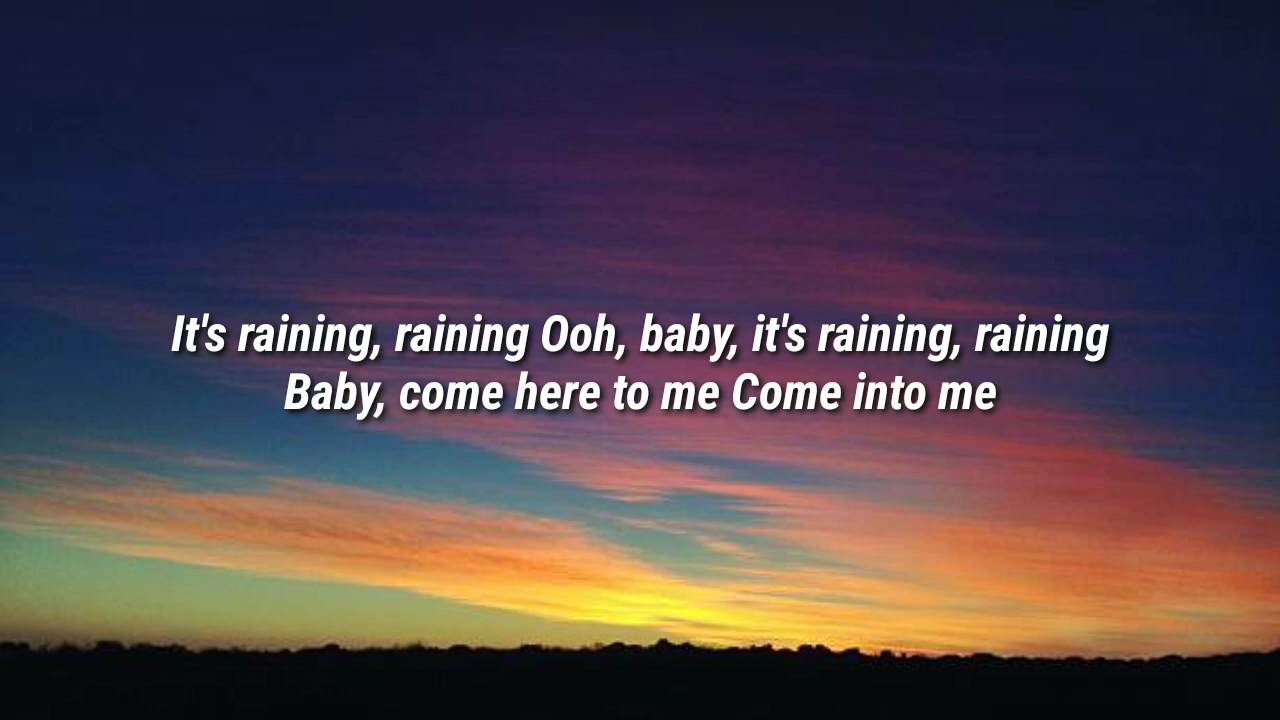 It's raining, raining Ooh, baby, it's raining, raining
Baby, come here to me Come into me